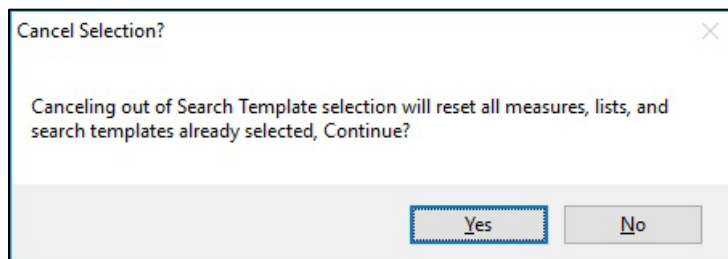 Cancel Selection?
Canceling out of Search Template selection will reset all measures, lists, and
search templates already selected, Continue?
Yes
No